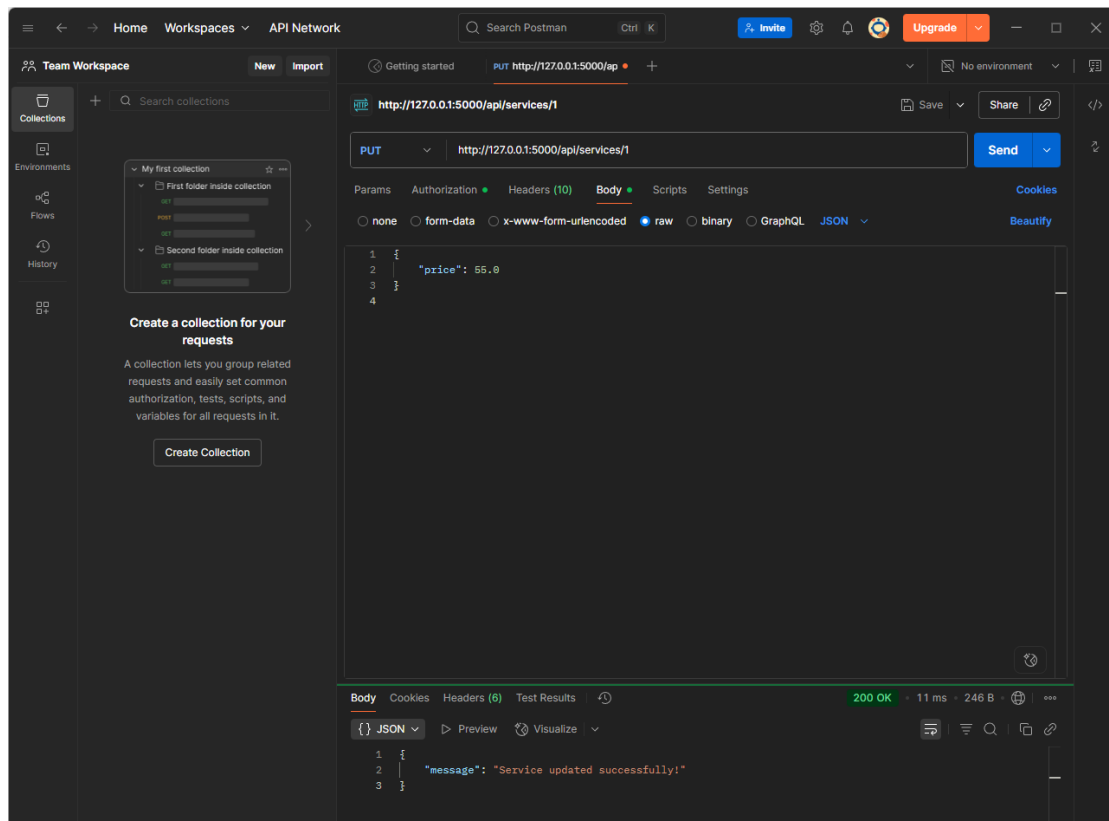 Home Workspaces API Network Search Postman Ctrl K Invite Upgrade
Team Workspace New Import Getting started PUT http://127.0.0.1:5000/ap No environment
Collections
Search collections
HTTP http://127.0.0.1:5000/api/services/1 Save Share
Environments
Flows
History
My first collection
First folder inside collection
GET
POST
GET
Second folder inside collection
GET
GET
Create a collection for your
requests
A collection lets you group related
requests and easily set common
authorization, tests, scripts, and
variables for all requests in it.
Create Collection
PUT http://127.0.0.1:5000/api/services/1 Send
Params Authorization Headers (10) Body Scripts Settings Cookies
none form-data x-www-form-urlencoded raw binary GraphQL JSON Beautify
1 {
2 "price": 55.0
3 }
4
Body Cookies Headers (6) Test Results 200 OK 11 ms 246 B
{} JSON Preview Visualize
1 {
2 "message": "Service updated successfully!"
3 }